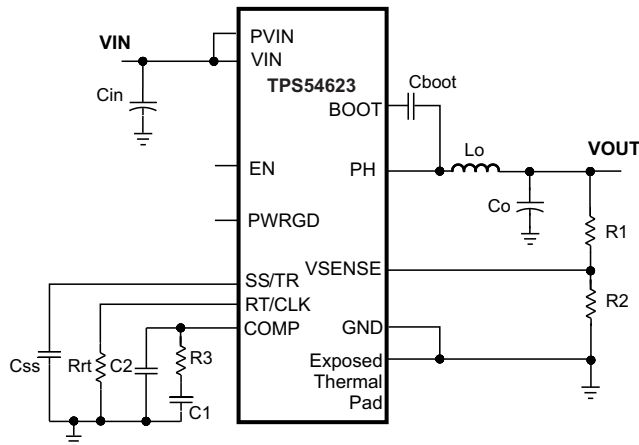 VIN
PVIN
VIN
TPS54623
Cboot
BOOT
Cin
Lo
VOUT
EN
PH
Co
R1
PWRGD
VSENSE
SS/TR
RT/CLK
R2
COMP
GND
Css
Rrt
C2
R3
C1
Exposed
Thermal
Pad